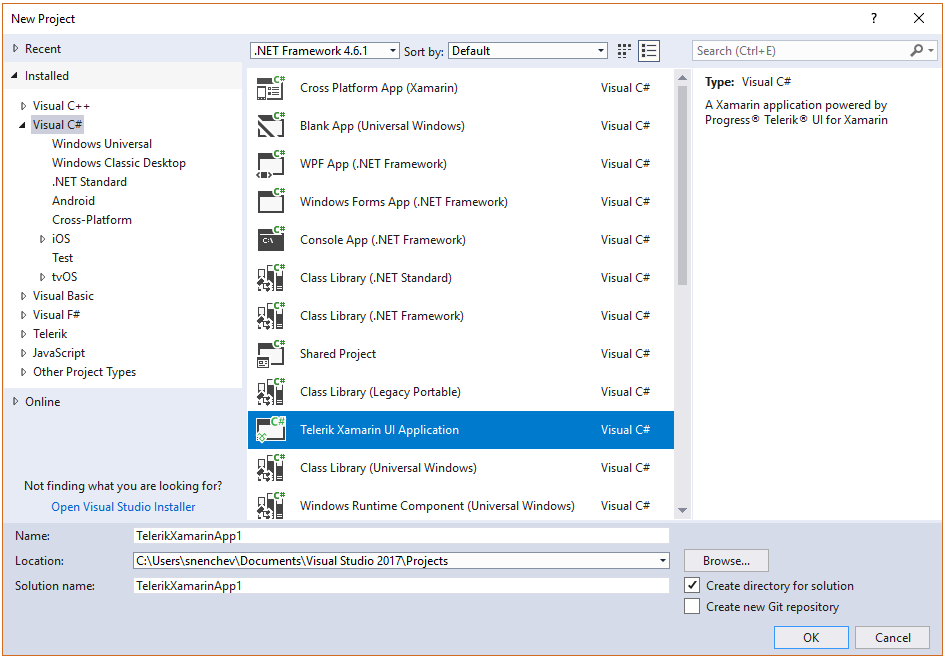 New Project
?
Recent
Installed
Visual C++
Visual C#
Windows Universal
Windows Classic Desktop
.NET Standard
Android
Cross-Platform
iOS
Test
tvOS
Visual Basic
Visual F#
Telerik
JavaScript
Other Project Types
Online
Not finding what you are looking for?
Open Visual Studio Installer
.NET Framework 4.6.1 Sort by: Default
C# Cross Platform App (Xamarin) Visual C#
C# Blank App (Universal Windows) Visual C#
C# WPF App (.NET Framework) Visual C#
C# Windows Forms App (.NET Framework) Visual C#
C# C:\ Console App (.NET Framework) Visual C#
C# Class Library (.NET Standard) Visual C#
C# Class Library (.NET Framework) Visual C#
C# Shared Project Visual C#
C# Class Library (Legacy Portable) Visual C#
C# Telerik Xamarin UI Application Visual C#
C# Class Library (Universal Windows) Visual C#
C# Windows Runtime Component (Universal Windows) Visual C#
Search (Ctrl+E)
Type: Visual C#
A Xamarin application powered by
Progress® Telerik® UI for Xamarin
Name: TelerikXamarinApp1
Location: C:\Users\snenchev\Documents\Visual Studio 2017\Projects
Solution name: TelerikXamarinApp1
Browse...
Create directory for solution
Create new Git repository
OK Cancel